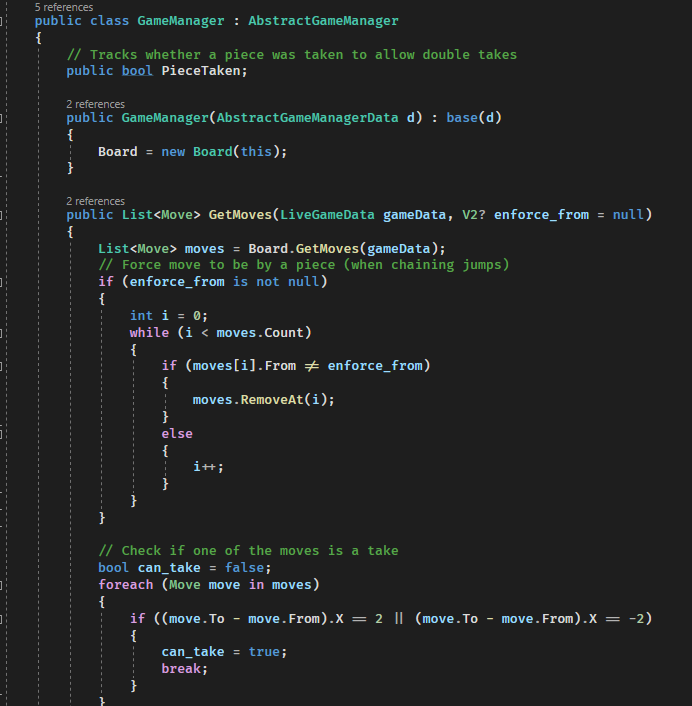 5 references
public class GameManager : AbstractGameManager
{
// Tracks whether a piece was taken to allow double takes
public bool PieceTaken;
2 references
public GameManager(AbstractGameManagerData d) : base(d)
{
Board = new Board(this);
}
2 references
public List<Move> GetMoves(LiveGameData gameData, V2? enforce_from = null)
{
List<Move> moves = Board.GetMoves(gameData);
// Force move to be by a piece (when chaining jumps)
if (enforce_from is not null)
{
int i = 0;
while (i < moves.Count)
{
if (moves[i].From != enforce_from)
{
moves.RemoveAt(i);
}
else
{
i++;
}
}
}
// Check if one of the moves is a take
bool can_take = false;
foreach (Move move in moves)
{
if ((move.To - move.From).X == 2 || (move.To - move.From).X == -2)
{
can_take = true;
break;
}
}